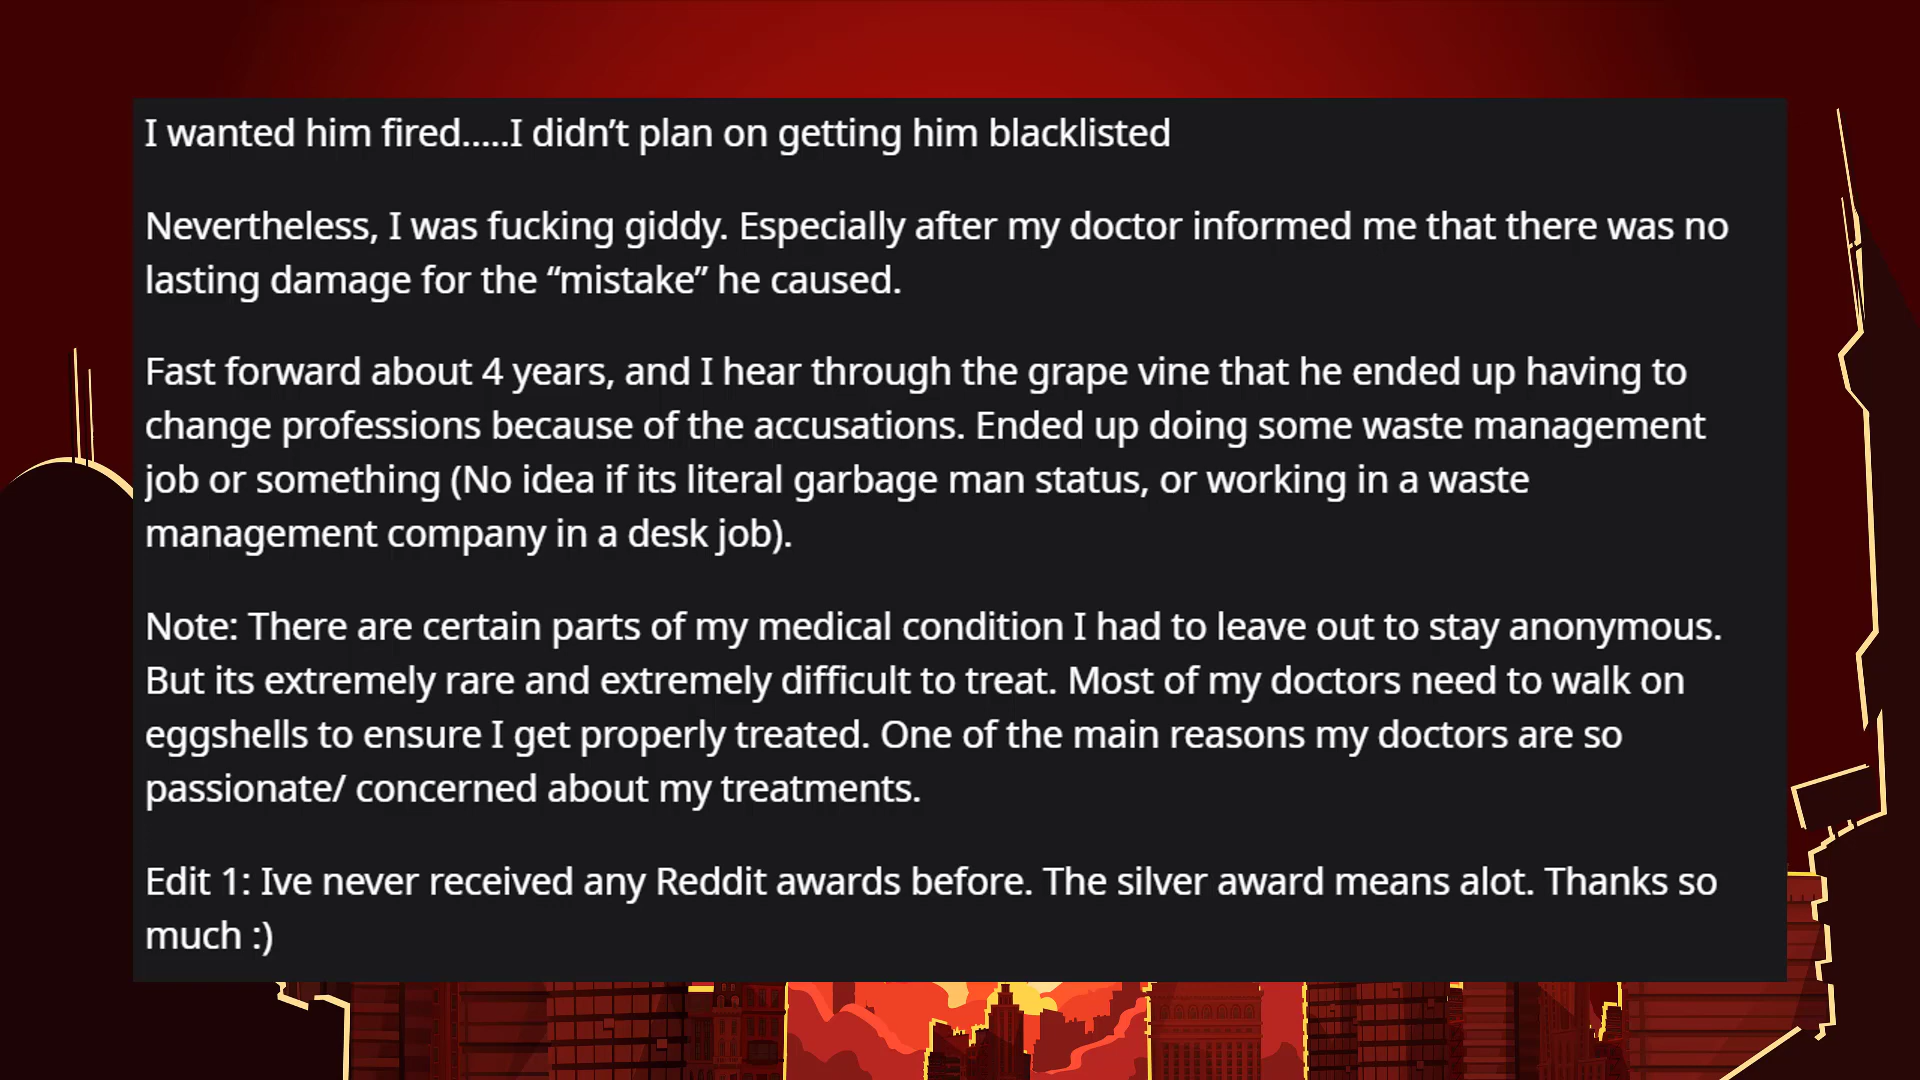 I wanted him fired.....I didn’t plan on getting him blacklisted
Nevertheless, I was fucking giddy. Especially after my doctor informed me that there was no
lasting damage for the “mistake” he caused.
Fast forward about 4 years, and I hear through the grape vine that he ended up having to
change professions because of the accusations. Ended up doing some waste management
job or something (No idea if its literal garbage man status, or working in a waste
management company in a desk job).
Note: There are certain parts of my medical condition I had to leave out to stay anonymous.
But its extremely rare and extremely difficult to treat. Most of my doctors need to walk on
eggshells to ensure I get properly treated. One of the main reasons my doctors are so
passionate/ concerned about my treatments.
Edit 1: Ive never received any Reddit awards before. The silver award means alot. Thanks so
much :)